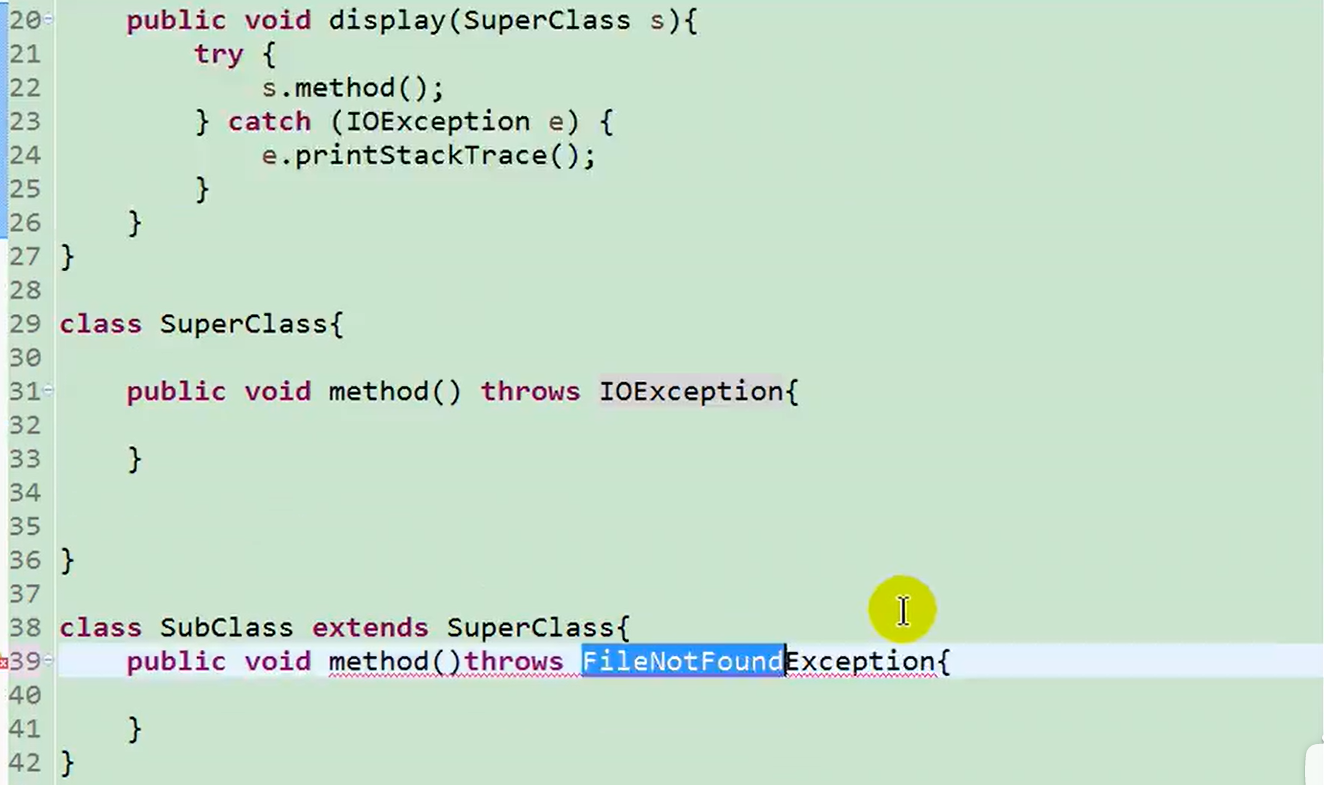 20 public void display(SuperClass s){
21 try {
22 s.method();
23 } catch (IOException e) {
24 e.printStackTrace();
25 }
26 }
27 }
28
29 class SuperClass{
30
31 public void method() throws IOException{
32
33 }
34
35
36 }
37
38 class SubClass extends SuperClass{
39 public void method()throws FileNotFoundException{
40
41 }
42 }